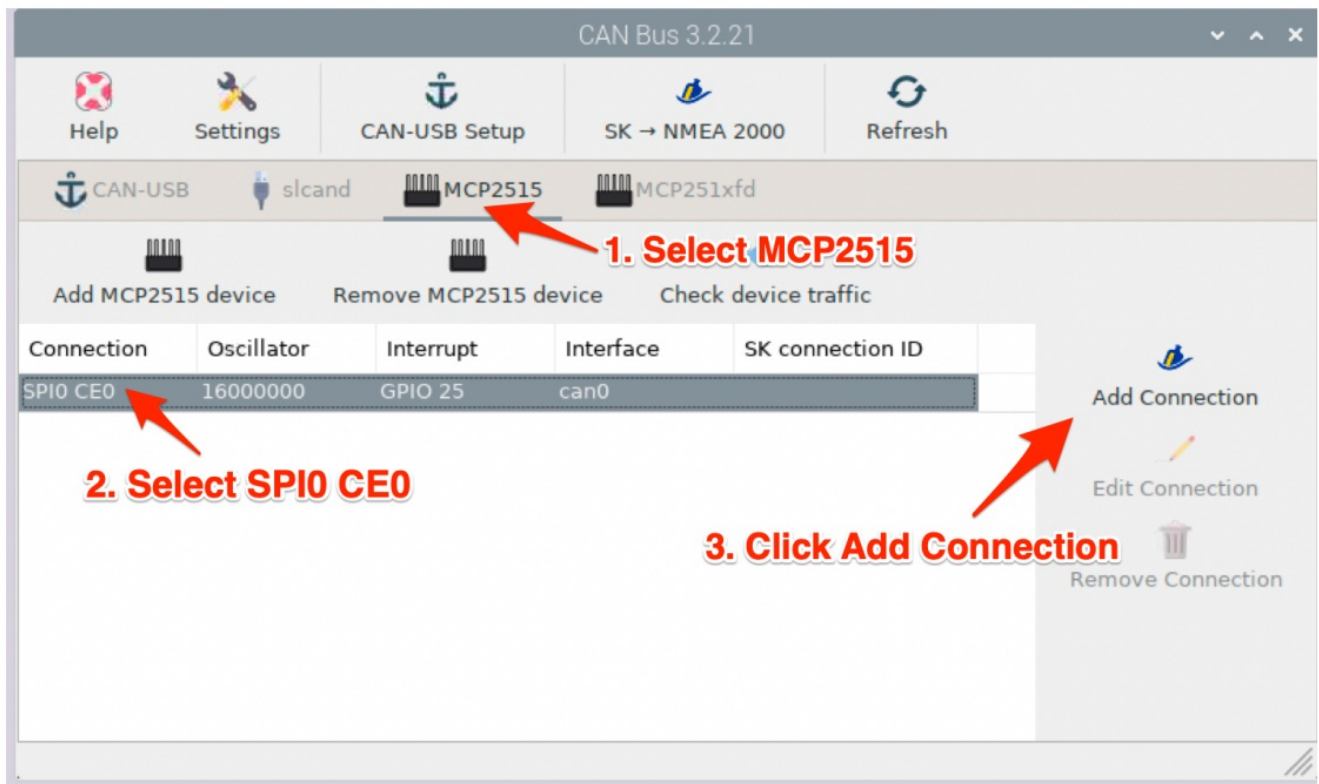 CAN Bus 3.2.21
Help Settings CAN-USB Setup SK → NMEA 2000 Refresh
CAN-USB slcand MCP2515 MCP251xfd
1. Select MCP2515
Add MCP2515 device Remove MCP2515 device Check device traffic
Connection Oscillator Interrupt Interface SK connection ID
SPI0 CE0 16000000 GPIO 25 can0
Add Connection
2. Select SPI0 CE0
Edit Connection
3. Click Add Connection
Remove Connection